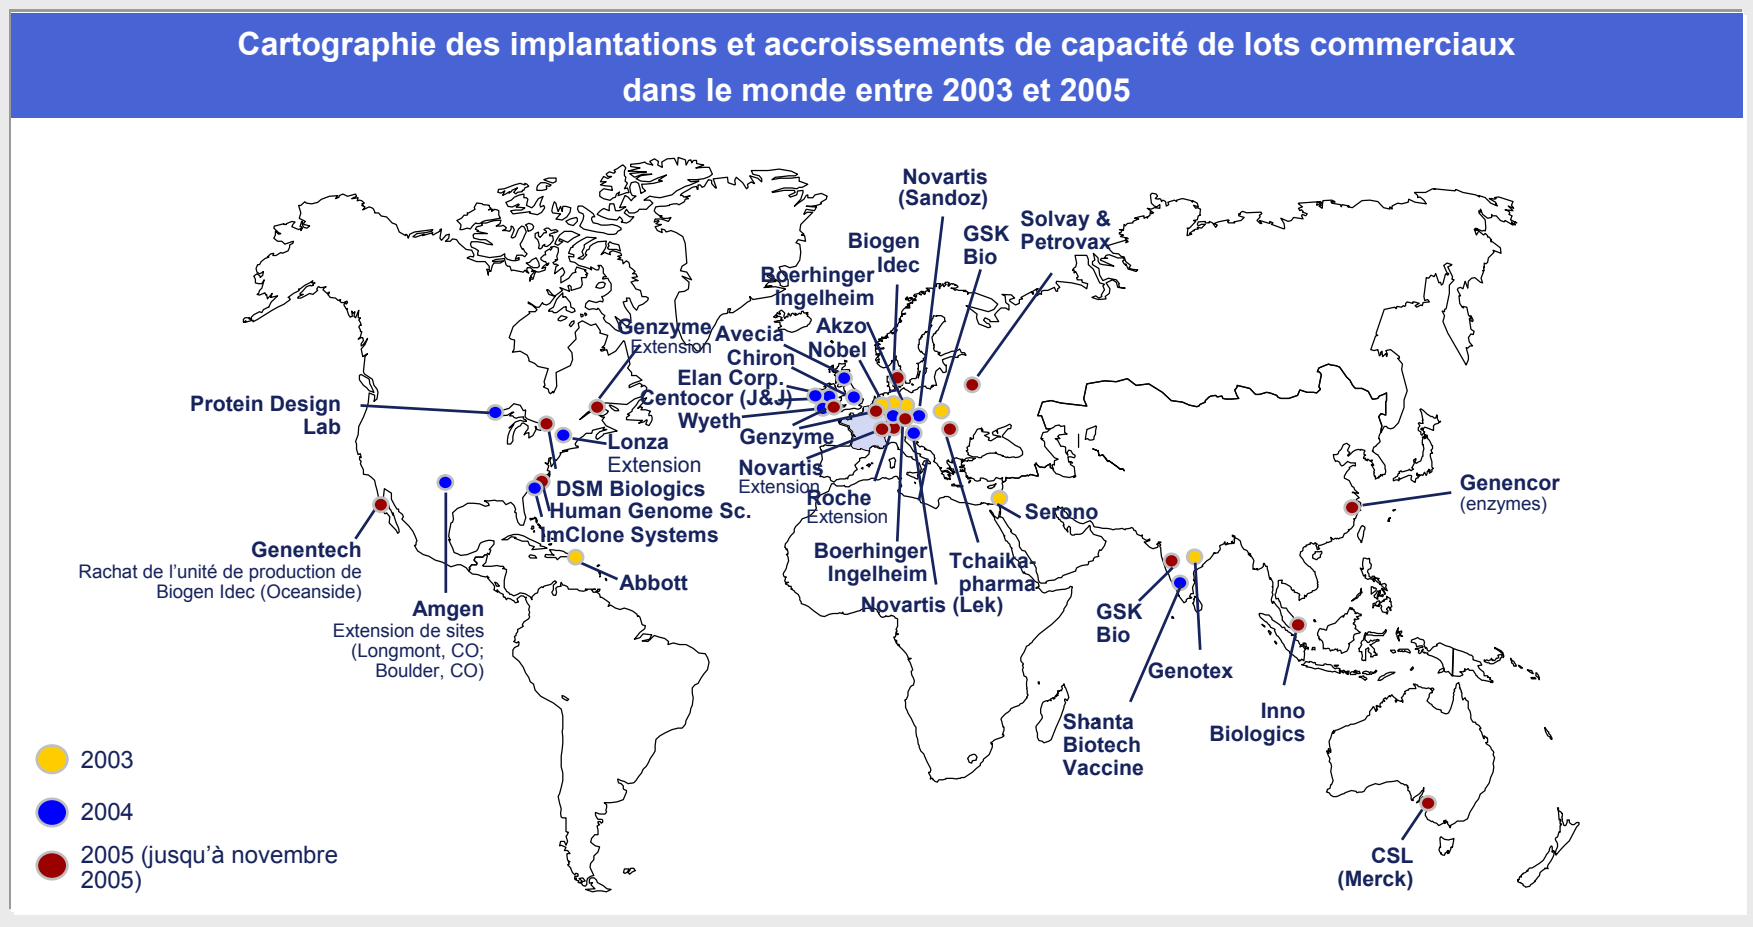 Cartographie des implantations et accroissements de capacité de lots commerciaux
dans le monde entre 2003 et 2005
Novartis
(Sandoz)
Solvay &
Petrovax
GSK
Bio
Biogen
Idec
Boerhinger
Ingelheim
Akzo
Nobel
Genzyme
Extension
Avecia
Chiron
Elan Corp.
Centocor (J&J)
Wyeth
Genzyme
Novartis
Extension
Roche
Extension
Boerhinger
Ingelheim
Tchaika-
pharma
Novartis (Lek)
Protein Design
Lab
Lonza
Extension
DSM Biologics
Human Genome Sc.
ImClone Systems
Abbott
Genentech
Rachat de l’unité de production de
Biogen Idec (Oceanside)
Amgen
Extension de sites
(Longmont, CO;
Boulder, CO)
Serono
Genencor
(enzymes)
GSK
Bio
Genotex
Shanta
Biotech
Vaccine
Inno
Biologics
CSL
(Merck)
2003
2004
2005 (jusqu’à novembre
2005)